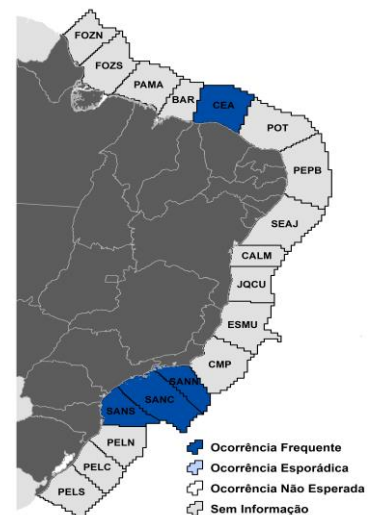 FOZN
FOZS
PAMA
BAR
CEA
POT
PEPB
SEAJ
CALM
JQCU
ESMU
CMP
SANN
SANC
SANS
PELN
PELC
PELS
Ocorrência Frequente
Ocorrência Esporádica
Ocorrência Não Esperada
Sem Informação